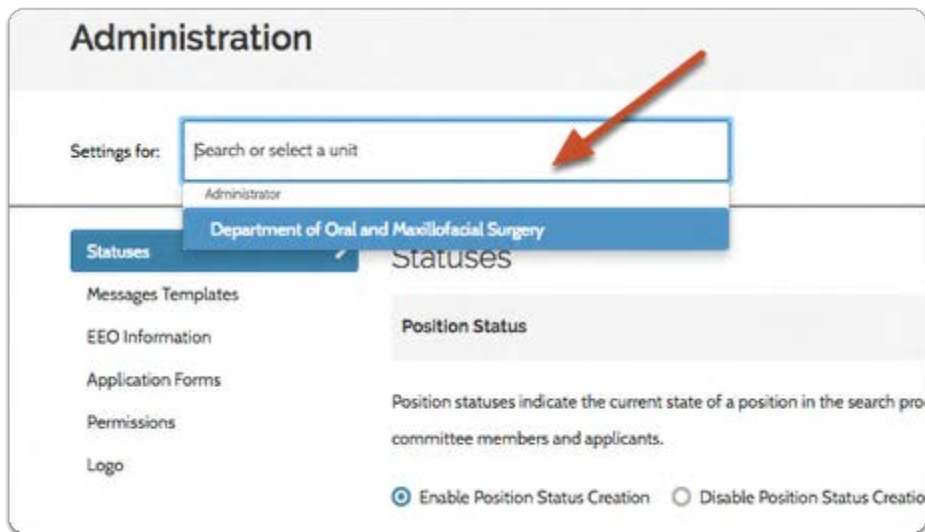 Administration
Settings for: Search or select a unit
Administrator
Department of Oral and Maxillofacial Surgery
Statuses
Messages Templates
EEO Information
Application Forms
Permissions
Logo
Statuses
Position Status
Position statuses indicate the current state of a position in the search
committee members and applicants.
Enable Position Status Creation Disable Position Status